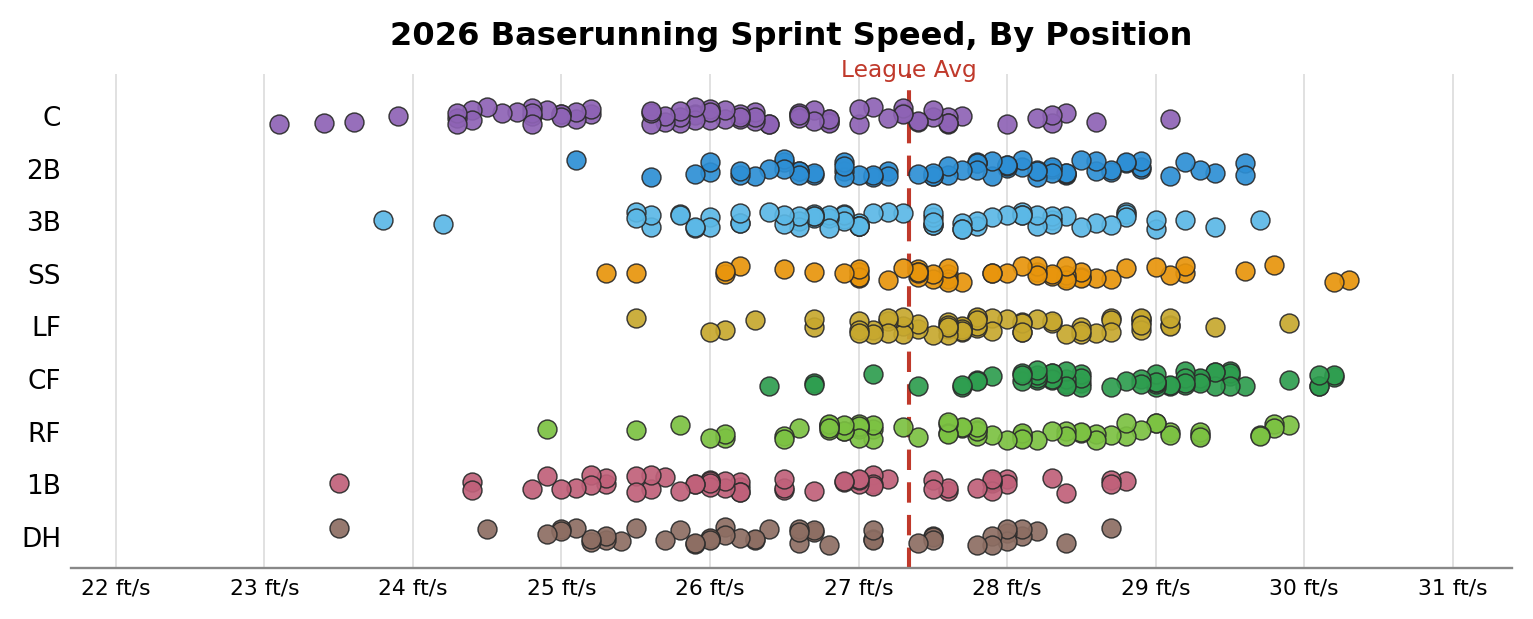 2026 Baserunning Sprint Speed, By Position
League Avg
C
2B
3B
SS
LF
CF
RF
1B
DH
22 ft/s 23 ft/s 24 ft/s 25 ft/s 26 ft/s 27 ft/s 28 ft/s 29 ft/s 30 ft/s 31 ft/s